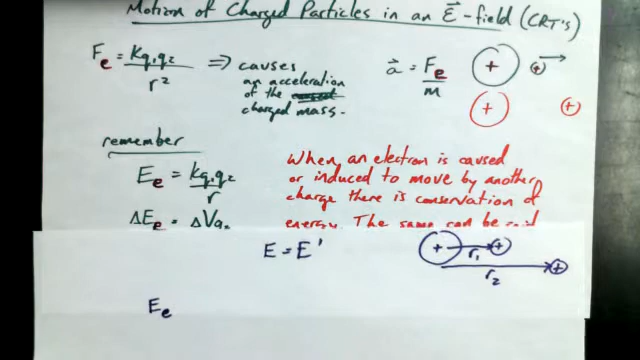 Motion of Charged Particles in an E⃗-field (CRT's)
Fe = kq₁q₂ / r² ⇒ causes an acceleration of the charged mass.
a⃗ = Fe / m
+ +
+ +
remember
Ee = kq₁q₂ / r
ΔEe = ΔVq
When an electron is caused
or induced to move by another
charge there is conservation of
energy. The same can be said
E = E'
+ r₁ +
r₂ +
Ee